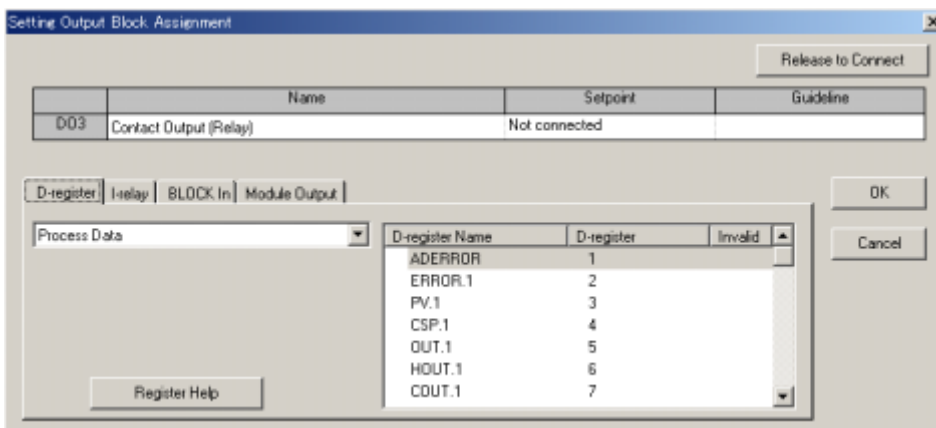 Setting Output Block Assignment
Release to Connect
Name Setpoint Guideline
DO3 Contact Output (Relay) Not connected
D-register I-relay BLOCK In Module Output
OK
Process Data
D-register Name D-register Invalid
Cancel
ADERROR 1
ERROR.1 2
PV.1 3
CSP.1 4
OUT.1 5
HOUT.1 6
COUT.1 7
Register Help